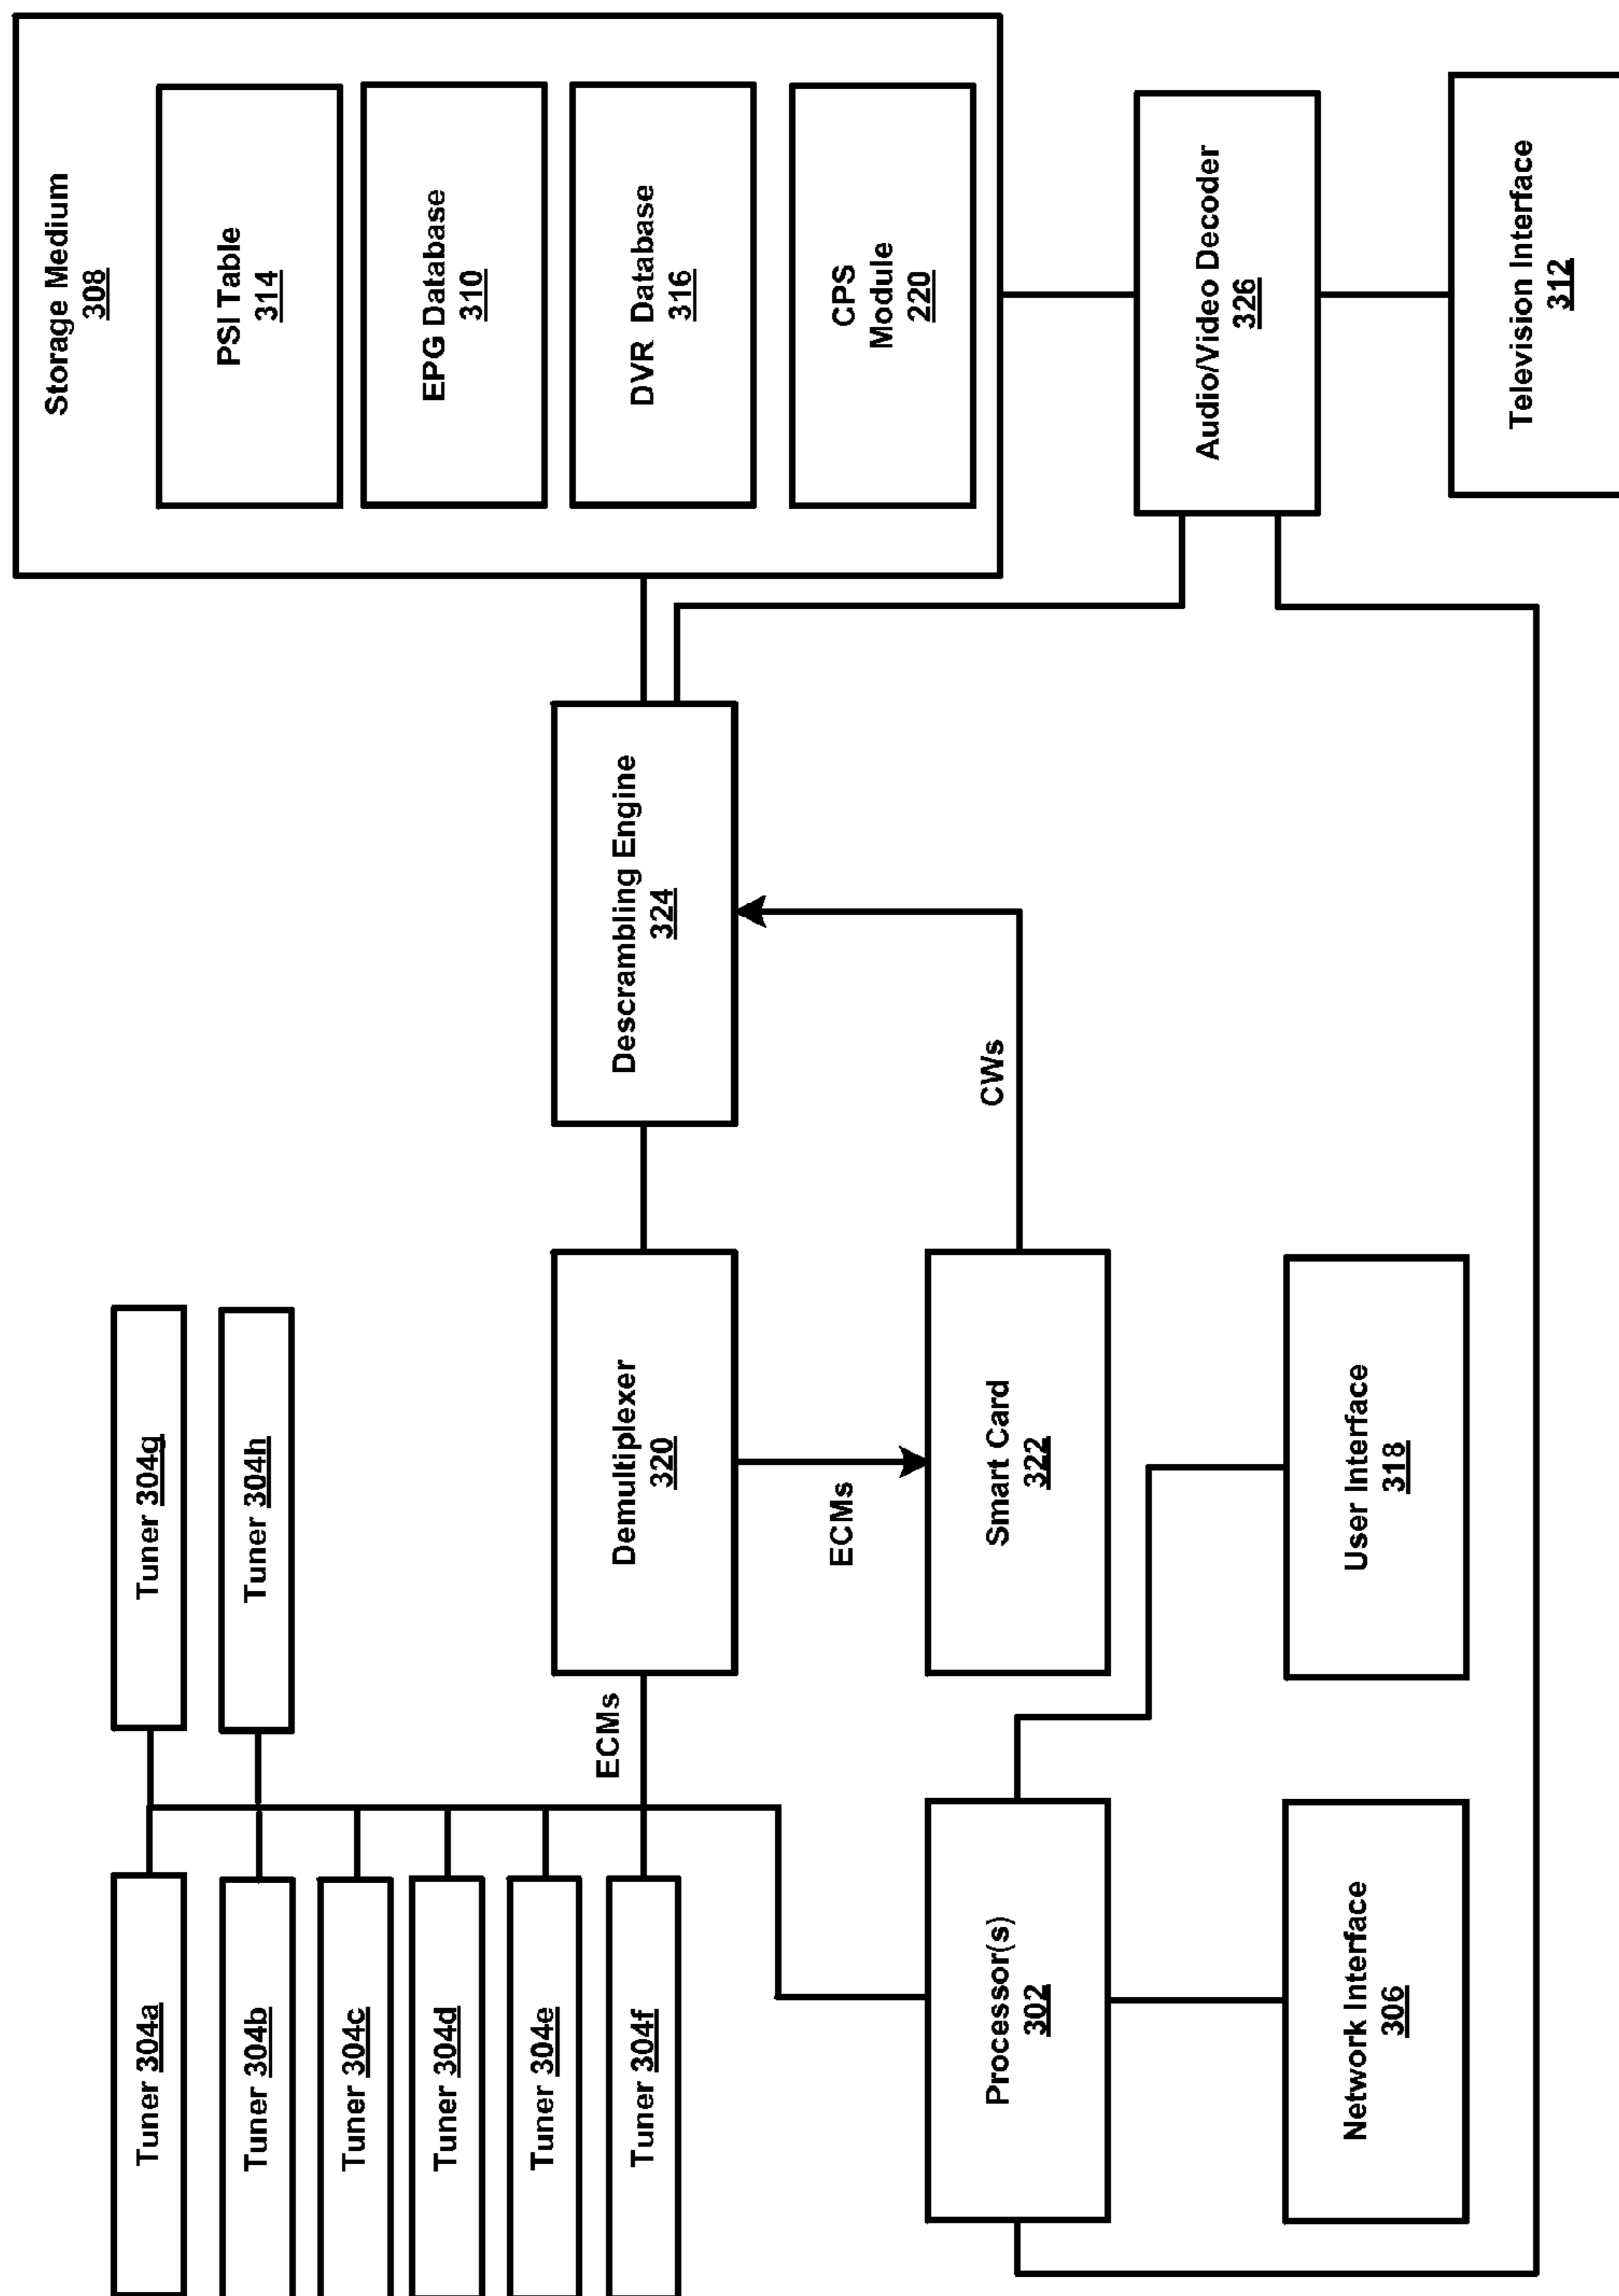 Tuner 304a
Tuner 304b
Tuner 304c
Tuner 304d
Tuner 304e
Tuner 304f
Tuner 304g
Tuner 304h
ECMs
Demultiplexer
320
Descrambling Engine
324
Storage Medium
308
PSI Table
314
EPG Database
310
DVR Database
316
CPS
Module
220
ECMs
Smart Card
322
CWs
Processor(s)
302
Network Interface
306
User Interface
318
Audio/Video Decoder
326
Television Interface
312